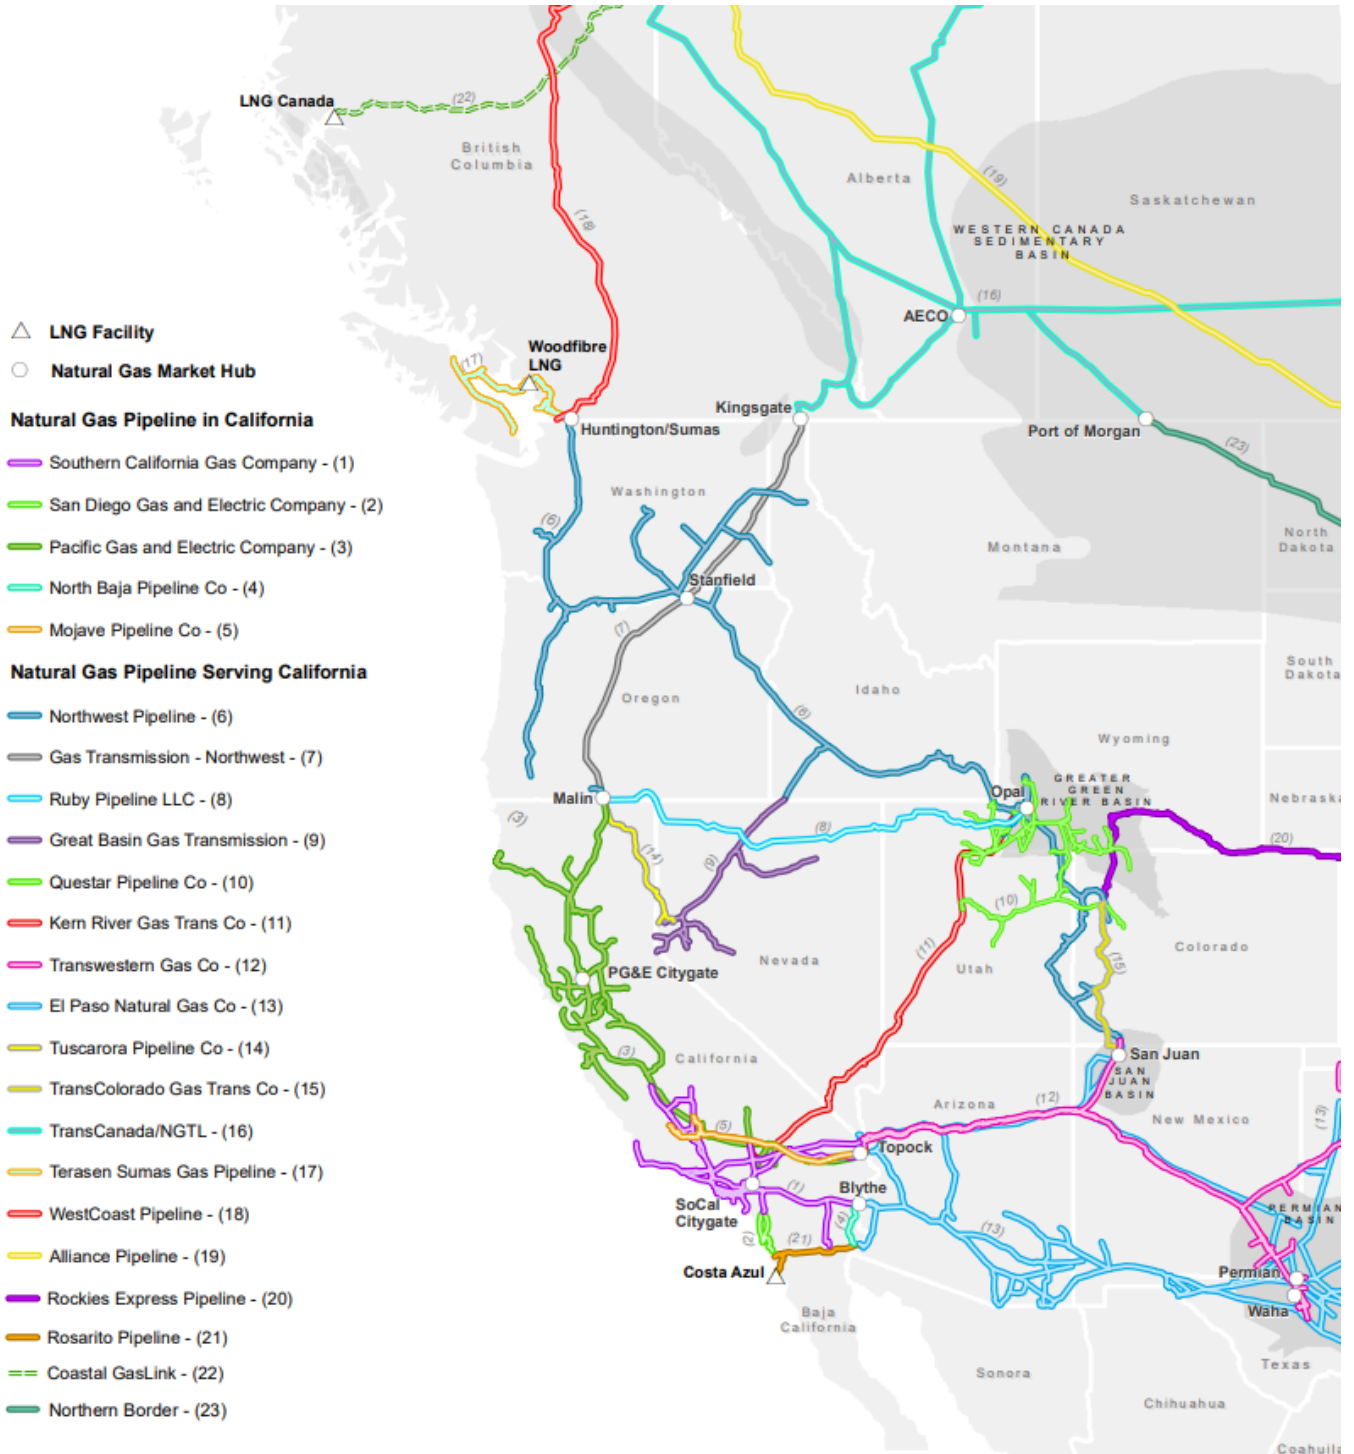 LNG Canada
(22)
British
Columbia
(18)
Alberta
(19)
Saskatchewan
WESTERN CANADA
SEDIMENTARY
BASIN
(16)
AECO
LNG Facility
Natural Gas Market Hub
Natural Gas Pipeline in California
Southern California Gas Company - (1)
San Diego Gas and Electric Company - (2)
Pacific Gas and Electric Company - (3)
North Baja Pipeline Co - (4)
Mojave Pipeline Co - (5)
Natural Gas Pipeline Serving California
Northwest Pipeline - (6)
Gas Transmission - Northwest - (7)
Ruby Pipeline LLC - (8)
Great Basin Gas Transmission - (9)
Questar Pipeline Co - (10)
Kern River Gas Trans Co - (11)
Transwestern Gas Co - (12)
El Paso Natural Gas Co - (13)
Tuscarora Pipeline Co - (14)
TransColorado Gas Trans Co - (15)
TransCanada/NGTL - (16)
Terasen Sumas Gas Pipeline - (17)
WestCoast Pipeline - (18)
Alliance Pipeline - (19)
Rockies Express Pipeline - (20)
Rosarito Pipeline - (21)
Coastal GasLink - (22)
Northern Border - (23)
Woodfibre
LNG
(17)
Kingsgate
Huntington/Sumas
Port of Morgan
(23)
Washington
(6)
North
Dakota
Montana
Stanfield
(7)
South
Dakota
Idaho
Oregon
(6)
Wyoming
GREATER
GREEN
RIVER BASIN
Opal
Malin
Nebraska
(3)
(8)
(20)
(14)
(9)
(10)
Colorado
(11)
Nevada
Utah
(15)
PG&E Citygate
(3)
California
San Juan
SAN
JUAN
BASIN
Arizona
(12)
New Mexico
(13)
(5)
Topock
Blythe
(1)
SoCal
Citygate
(4)
PERMIAN
BASIN
(2)
(21)
(13)
Costa Azul
Permian
Waha
Baja
California
Texas
Sonora
Chihuahua
Coahuila